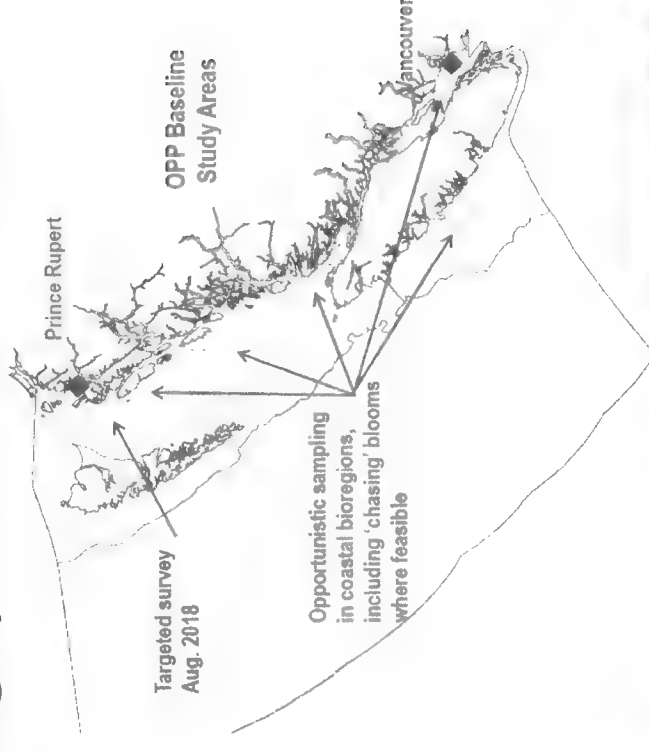 Prince Rupert
OPP Baseline
Study Areas
Vancouver
Targeted survey
Aug. 2018
Opportunistic sampling
in coastal bioregions,
including 'chasing' blooms
where feasible